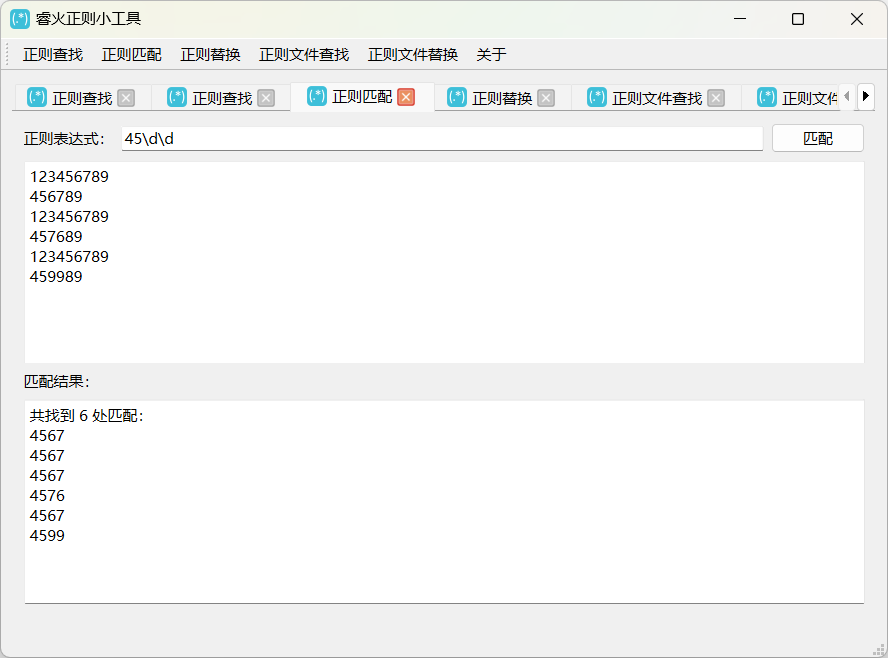 (.*) 睿火正则小工具
正则查找 正则匹配 正则替换 正则文件查找 正则文件替换 关于
(.*) 正则查找 (.*) 正则查找 (.*) 正则匹配 (.*) 正则替换 (.*) 正则文件查找 (.*) 正则文件
正则表达式： 45\d\d 匹配
123456789
456789
123456789
457689
123456789
459989
匹配结果：
共找到 6 处匹配：
4567
4567
4567
4576
4567
4599